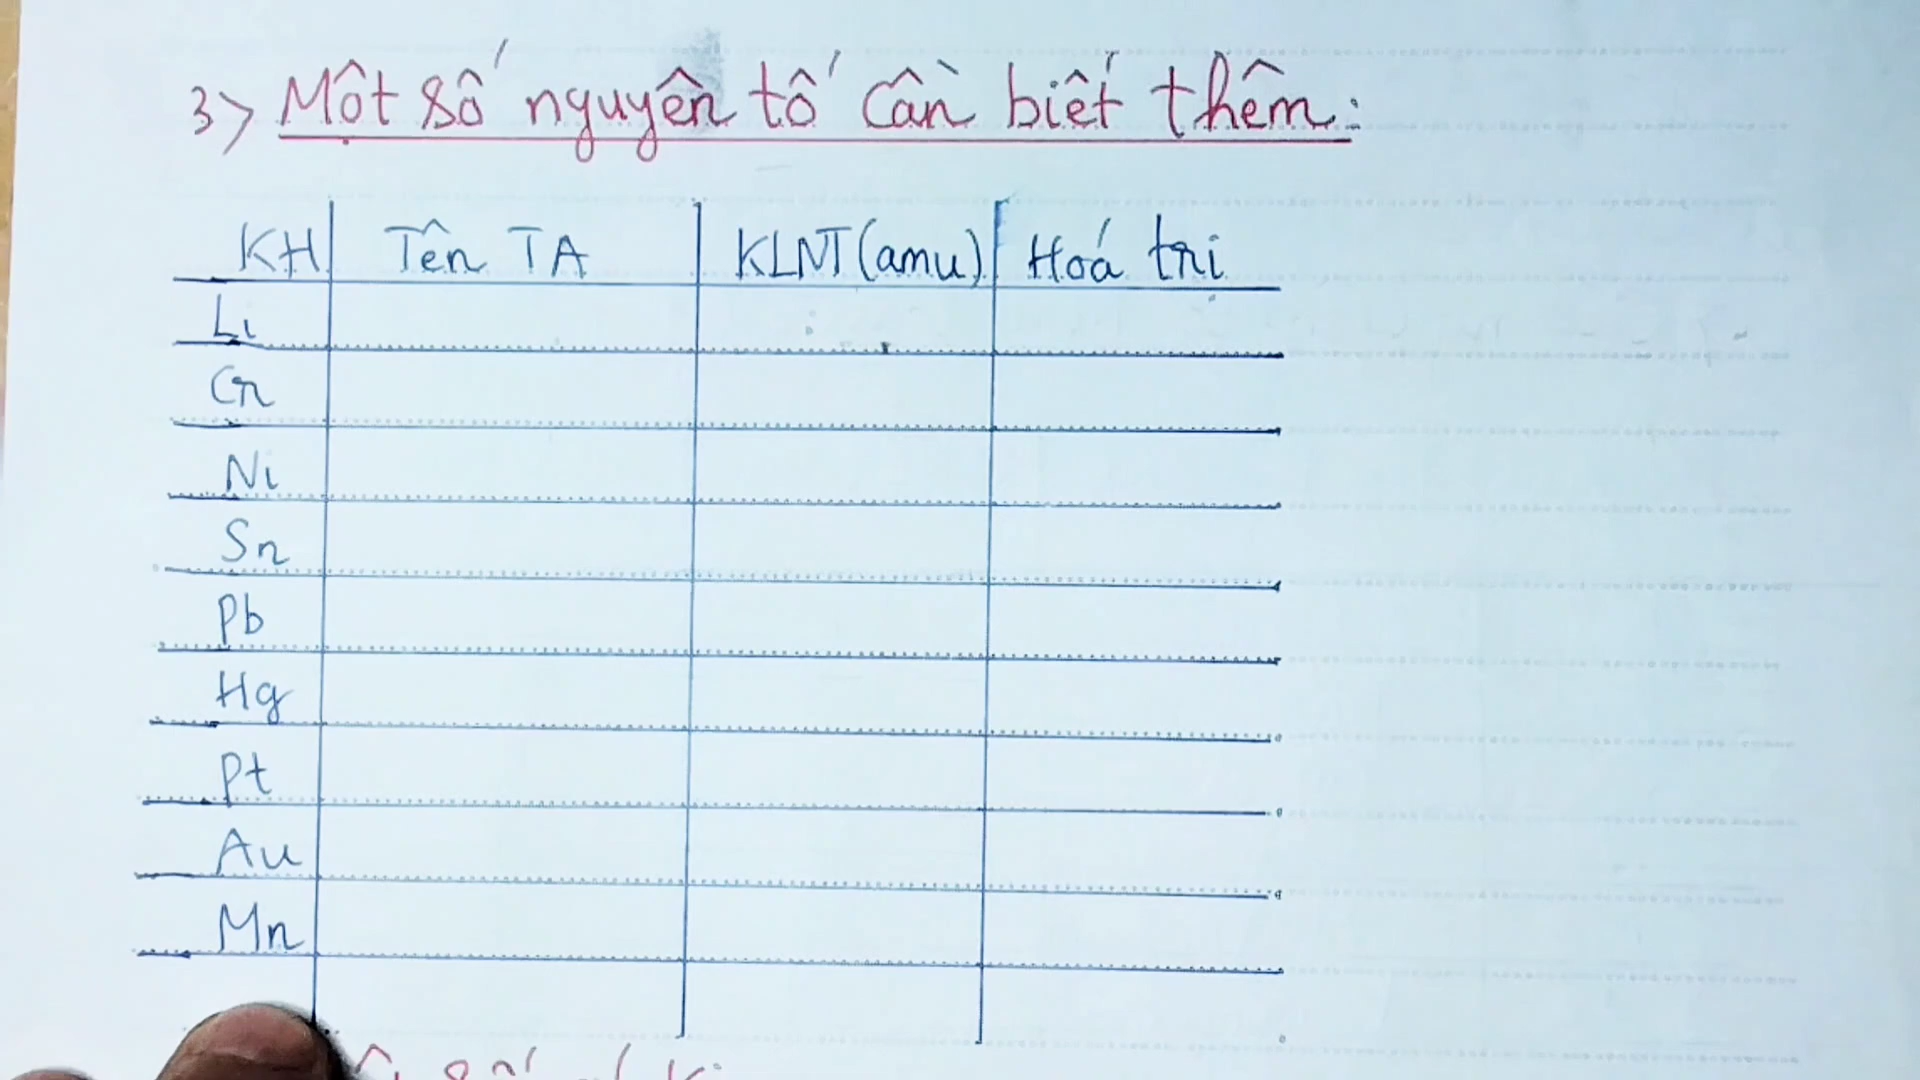 3> Một số nguyên tố cần biết thêm:
KH Tên TA KLNT(amu) Hoá trị
Li
Cr
Ni
Sn
Pb
Hg
Pt
Au
Mn